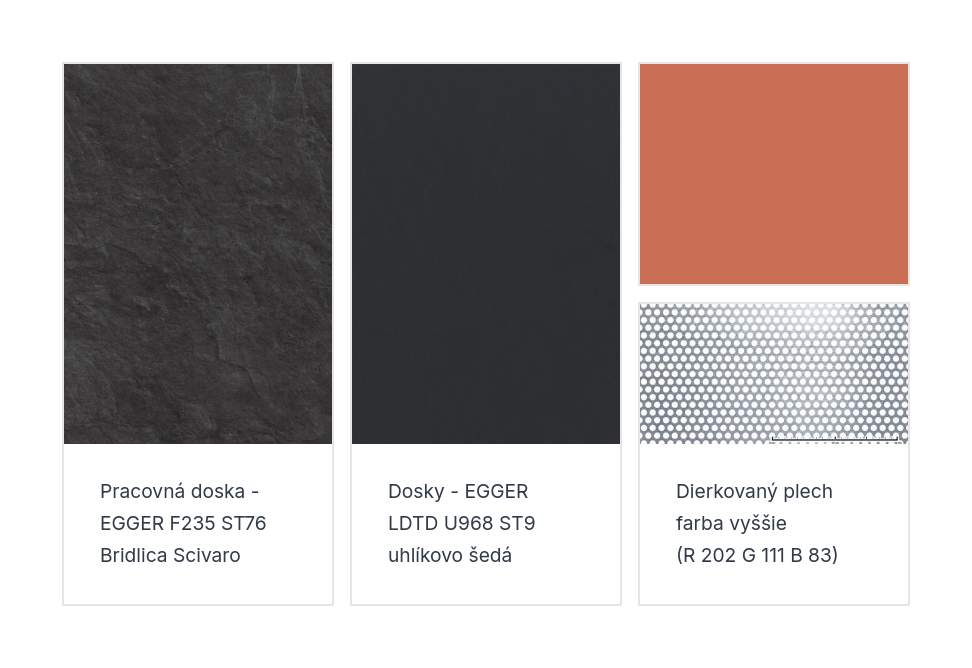 Pracovná doska -
EGGER F235 ST76
Bridlica Scivaro
Dosky - EGGER
LDTD U968 ST9
uhlíkovo šedá
Dierkovaný plech
farba vyššie
(R 202 G 111 B 83)